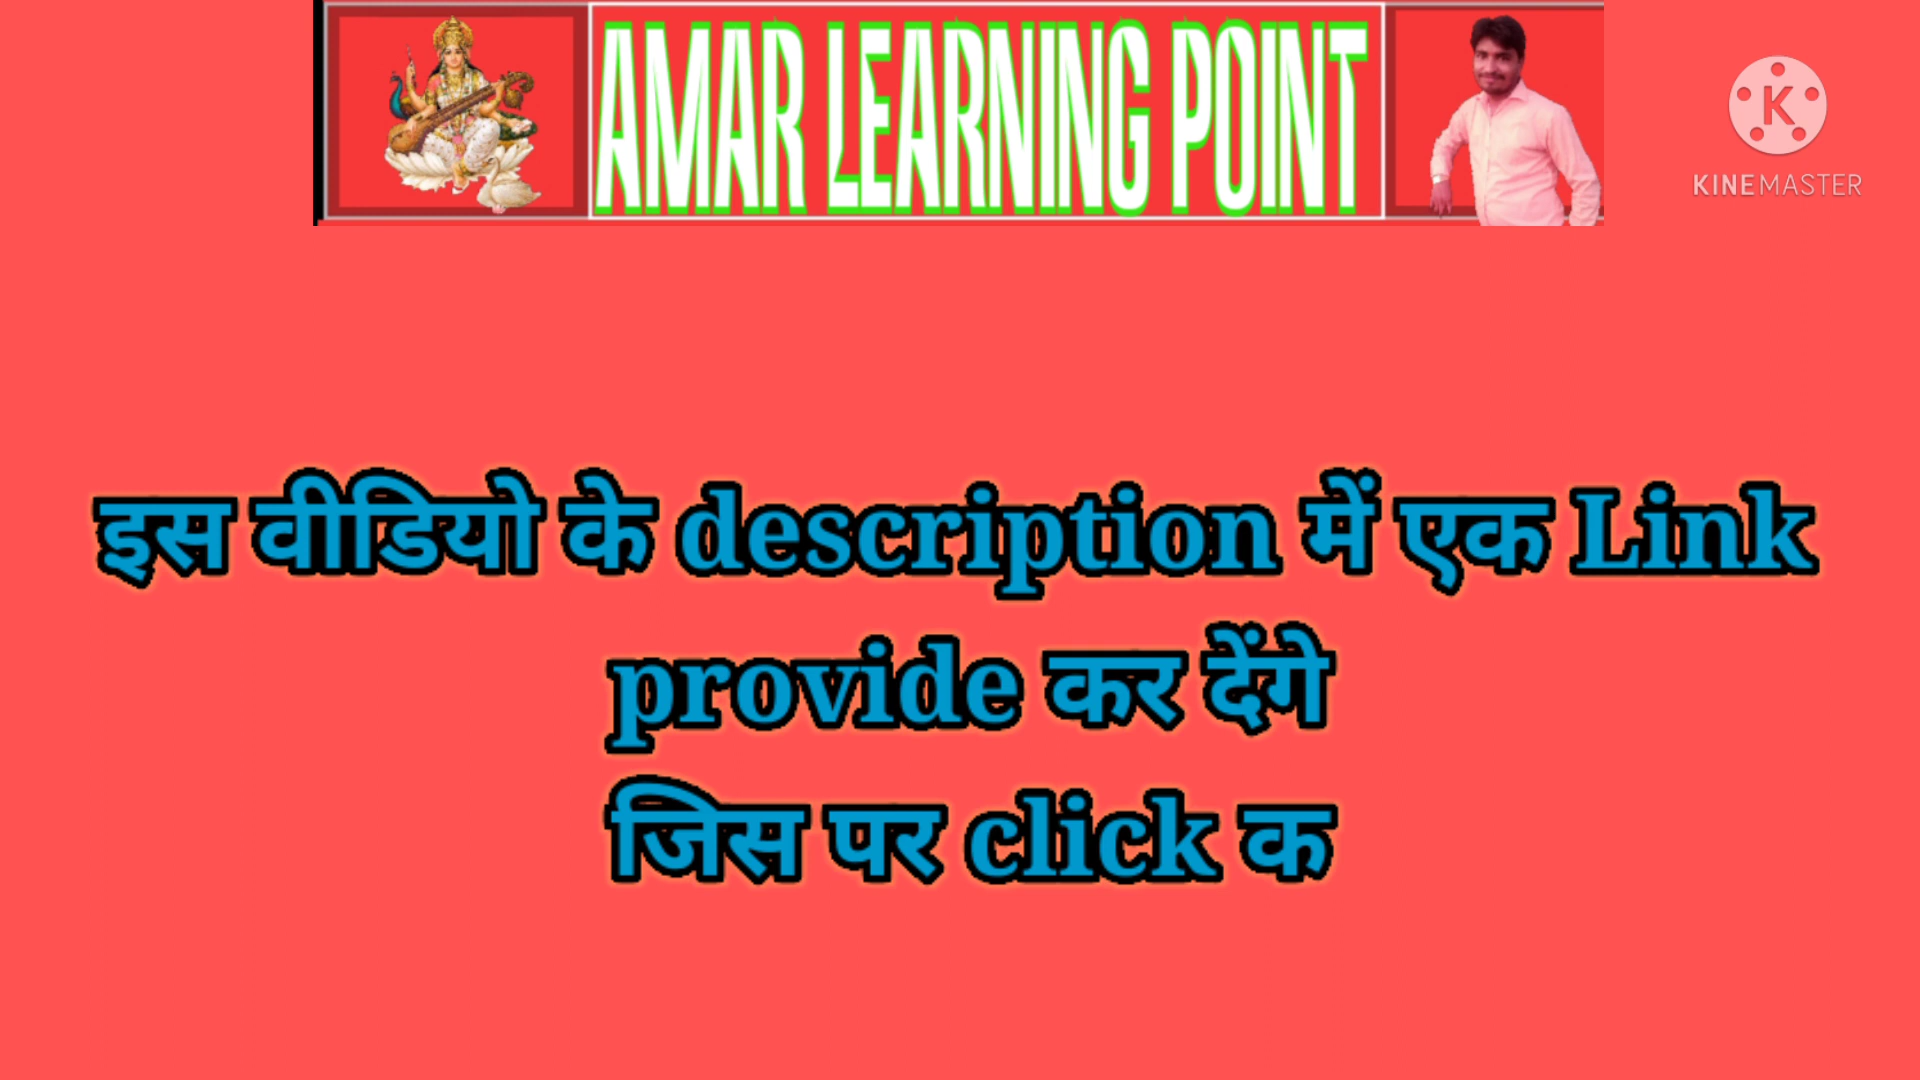 AMAR LEARNING POINT
K
KINEMASTER
इस वीडियो के description में एक Link
provide कर देंगे
जिस पर click क